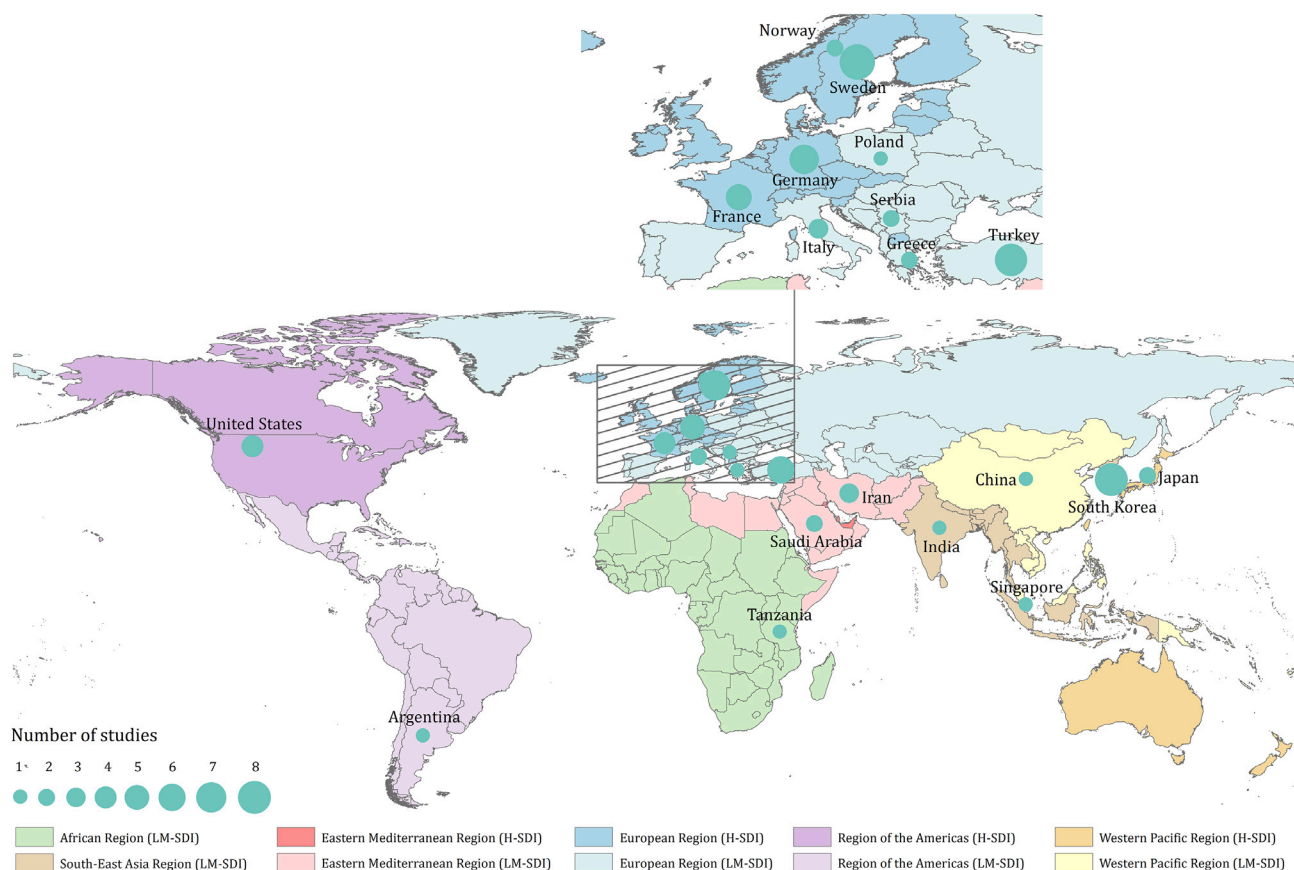 Norway
Sweden
Poland
Germany
Serbia
France
Italy
Greece
Turkey
United States
China
Japan
Iran
South Korea
Saudi Arabia
India
Singapore
Tanzania
Argentina
Number of studies
1 2 3 4 5 6 7 8
African Region (LM-SDI)
Eastern Mediterranean Region (H-SDI)
European Region (H-SDI)
Region of the Americas (H-SDI)
Western Pacific Region (H-SDI)
South-East Asia Region (LM-SDI)
Eastern Mediterranean Region (LM-SDI)
European Region (LM-SDI)
Region of the Americas (LM-SDI)
Western Pacific Region (LM-SDI)